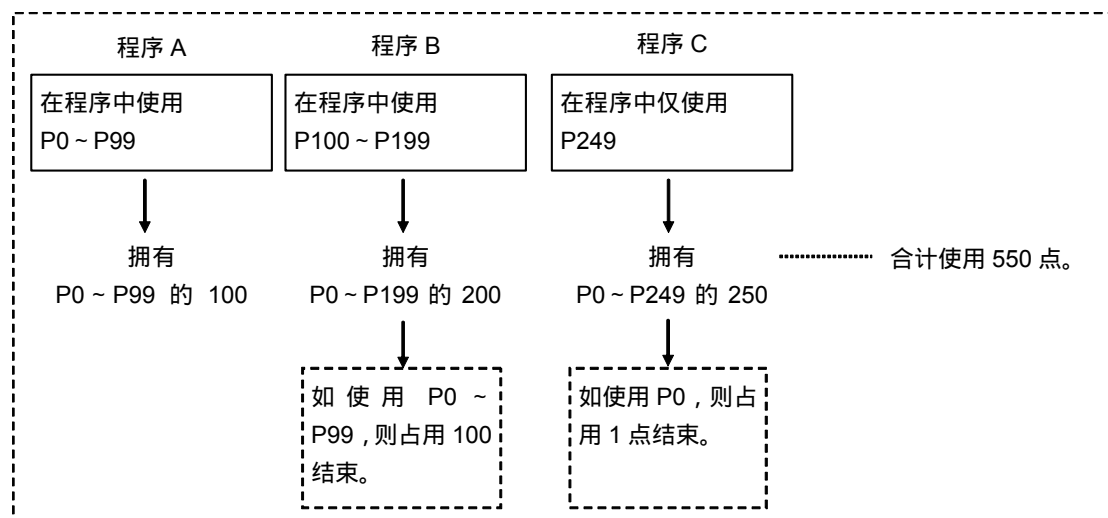 程序 A
程序 B
程序 C
在程序中使用
P0 ~ P99
在程序中使用
P100 ~ P199
在程序中仅使用
P249
拥有
P0 ~ P99 的 100
拥有
P0 ~ P199 的 200
拥有
P0 ~ P249 的 250
合计使用 550 点。
如 使 用 P0 ~
P99 , 则占用 100
结束。
如使用 P0 , 则占
用 1 点结束。